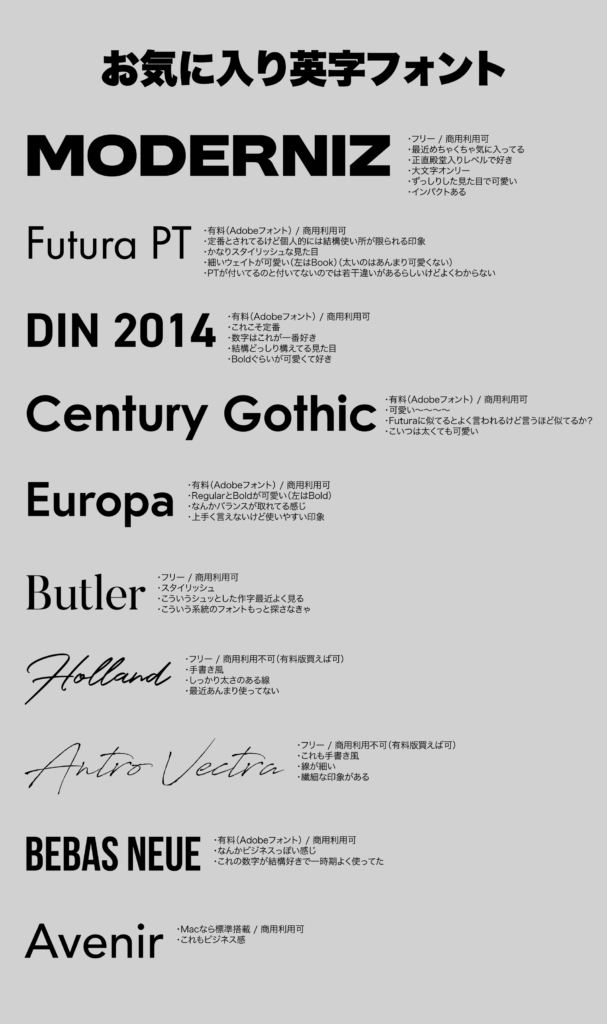 お気に入り英字フォント
MODERNIZ
・フリー / 商用利用可
・最近めちゃくちゃ気に入ってる
・正直殿堂入りレベルで好き
・大文字オンリー
・ずっしりした見た目で可愛い
・インパクトある
Futura PT
・有料（Adobeフォント） / 商用利用可
・定番とされてるけど個人的には結構使い所が限られる印象
・かなりスタイリッシュな見た目
・細いウェイトが可愛い（左はBook）（太いのはあんまり可愛くない）
・PTが付いてるのと付いてないのでは若干違いがあるらしいけどよくわからない
DIN 2014
・有料（Adobeフォント） / 商用利用可
・これこそ定番
・数字はこれが一番好き
・結構どっしり構えてる見た目
・Boldぐらいが可愛くて好き
Century Gothic
・有料（Adobeフォント） / 商用利用可
・可愛い〜〜〜〜
・Futuraに似てるとよく言われるけど言うほど似てるか？
・こいつは太くても可愛い
Europa
・有料（Adobeフォント） / 商用利用可
・RegularとBoldが可愛い（左はBold）
・なんかバランスが取れてる感じ
・上手く言えないけど使いやすい印象
Butler
・フリー / 商用利用可
・スタイリッシュ
・こういうシュッとした作字最近よく見る
・こういう系統のフォントもっと探さなきゃ
Holland
・フリー / 商用利用不可（有料版買えば可）
・手書き風
・しっかり太さのある線
・最近あんまり使ってない
Antro Vectra
・フリー / 商用利用不可（有料版買えば可）
・これも手書き風
・線が細い
・繊細な印象がある
BEBAS NEUE
・有料（Adobeフォント） / 商用利用可
・なんかビジネスっぽい感じ
・これの数字が結構好きで一時期よく使ってた
Avenir
・Macなら標準搭載 / 商用利用可
・これもビジネス感